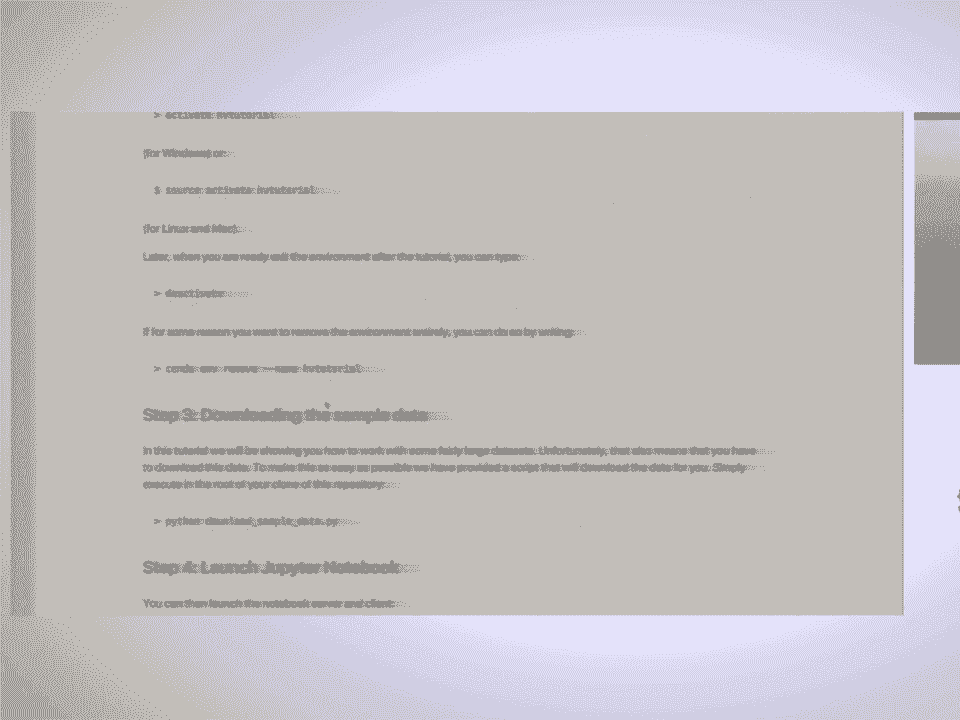 > activate hvtutorial
(for Windows) or:
$ source activate hvtutorial
(for Linux and Mac).
Later, when you are ready exit the environment after the tutorial, you can type:
> deactivate
If for some reason you want to remove the environment entirely, you can do so by writing:
> conda env remove --name hvtutorial
Step 3: Downloading the sample data
In this tutorial we will be showing you how to work with some fairly large datasets. Unfortunately, that also means that you have
to download this data. To make this as easy as possible we have provided a script that will download the data for you. Simply
execute in the root of your clone of this repository:
> python download_sample_data.py
Step 4: Launch Jupyter Notebook
You can then launch the notebook server and client: